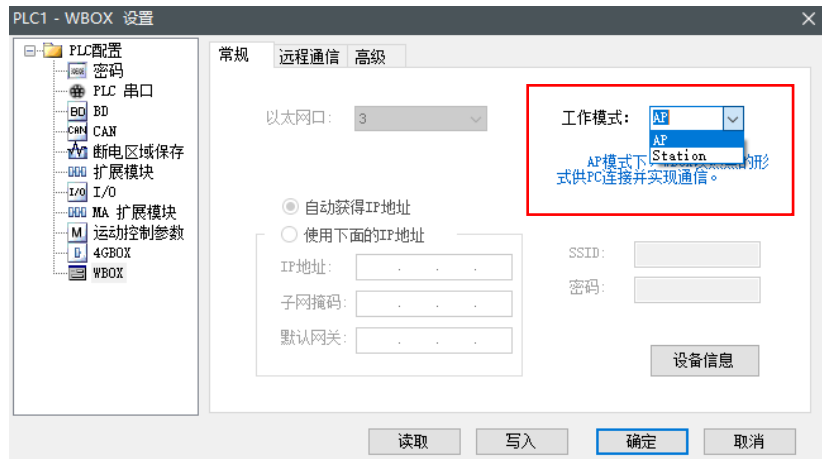 PLC1 - WBOX 设置
PLC配置
密码
PLC 串口
BD BD
CAN CAN
断电区域保存
扩展模块
I/O I/O
MA 扩展模块
M 运动控制参数
4GBOX
WBOX
常规 远程通信 高级
以太网口: 3
自动获得IP地址
使用下面的IP地址
IP地址:
子网掩码:
默认网关:
工作模式: AP
AP
Station
AP模式下,
的形
式供PC连接并实现通信。
SSID:
密码:
设备信息
读取 写入 确定 取消